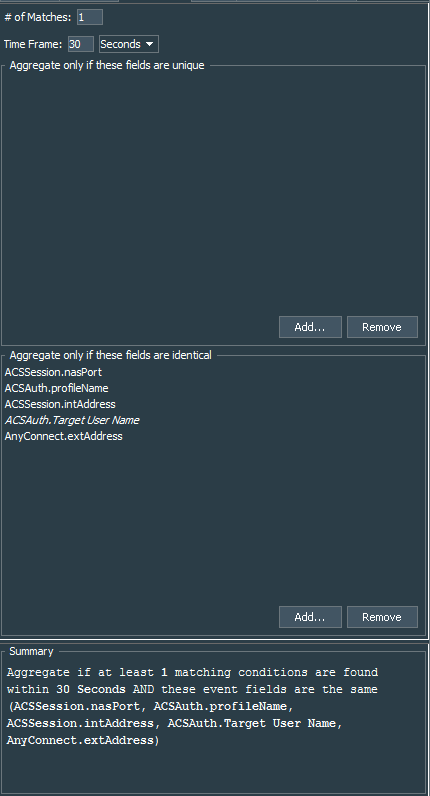 # of Matches: 1
Time Frame: 30 Seconds
Aggregate only if these fields are unique
Add... Remove
Aggregate only if these fields are identical
ACSSession.nasPort
ACSAuth.profileName
ACSSession.intAddress
ACSAuth.Target User Name
AnyConnect.extAddress
Add... Remove
Summary
Aggregate if at least 1 matching conditions are found
within 30 Seconds AND these event fields are the same
(ACSSession.nasPort, ACSAuth.profileName,
ACSSession.intAddress, ACSAuth.Target User Name,
AnyConnect.extAddress)